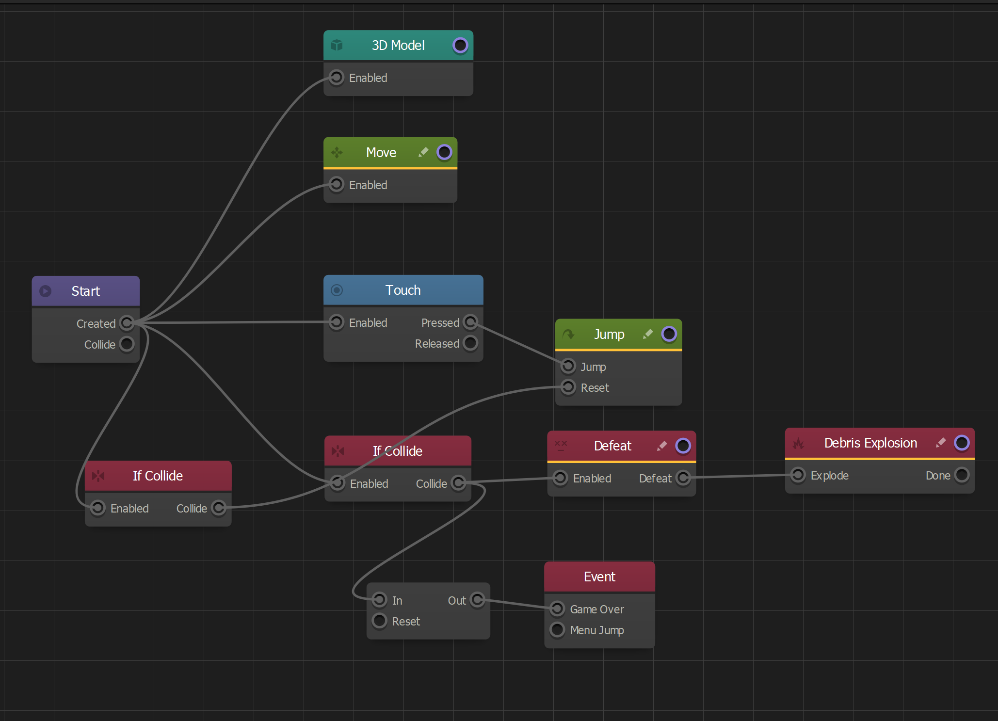 3D Model
Enabled
Move
Enabled
Start
Created
Collide
Touch
Enabled Pressed
Released
Jump
Jump
Reset
If Collide
Enabled Collide
If Collide
Enabled Collide
Defeat
Enabled Defeat
Debris Explosion
Explode Done
In Out
Reset
Event
Game Over
Menu Jump